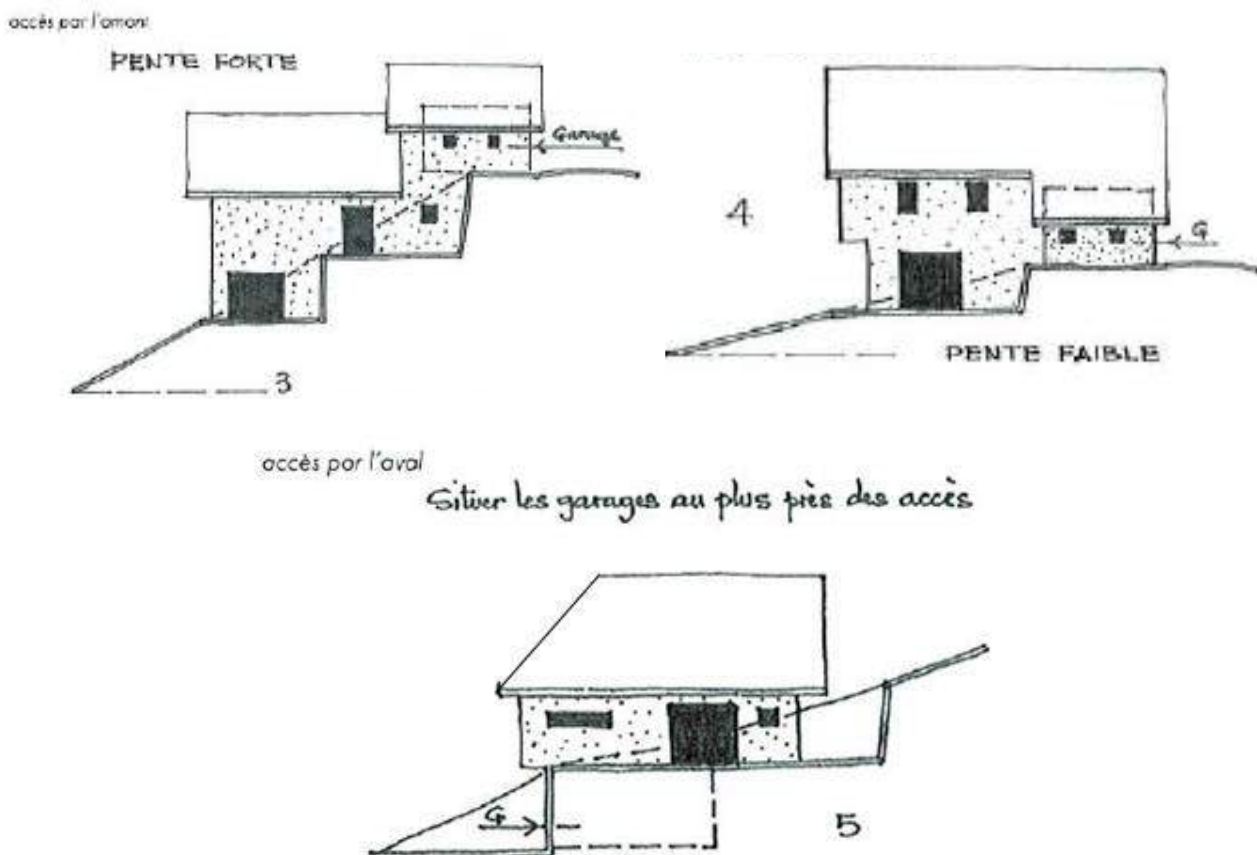 accès par l'amont
PENTE FORTE
Garage
3
4
G
PENTE FAIBLE
accès par l'aval
Situer les garages au plus près des accès
G
5